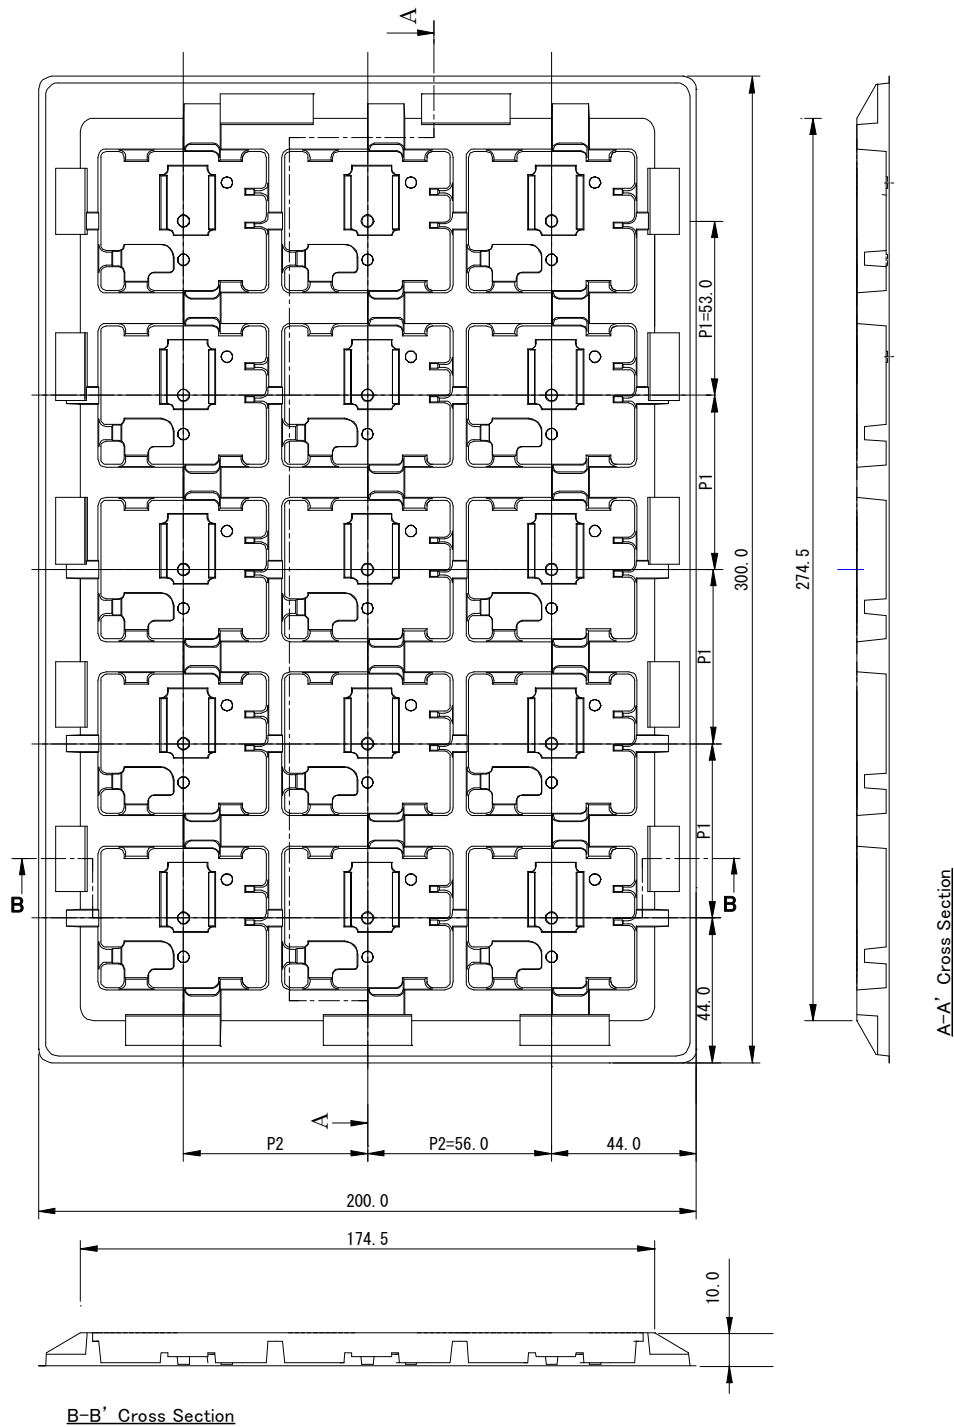 A
P1=53.0
P1
300.0
274.5
P1
P1
B
B
44.0
A-A' Cross Section
A
P2
P2=56.0
44.0
200.0
174.5
10.0
B-B' Cross Section